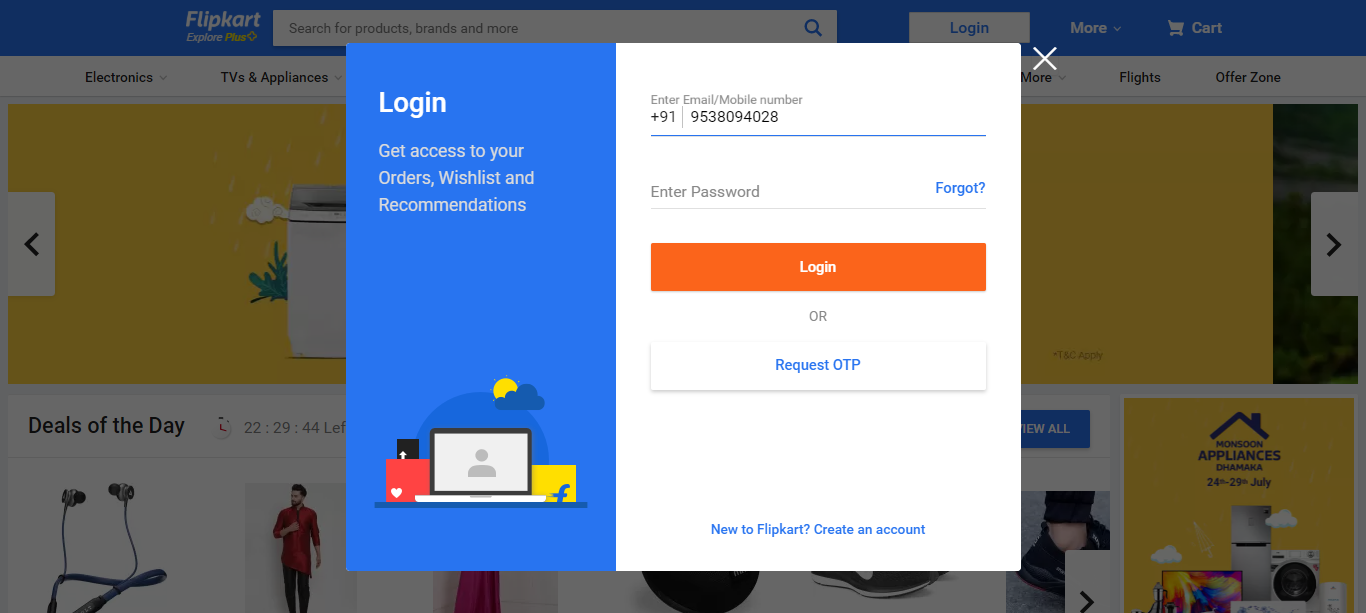 Flipkart
Explore Plus
Search for products, brands and more
Login
More
Cart
Electronics
TVs & Appliances
More
Flights
Offer Zone
Login
Get access to your
Orders, Wishlist and
Recommendations
Enter Email/Mobile number
+91 9538094028
Enter Password
Forgot?
Login
OR
Request OTP
New to Flipkart? Create an account
*T&C Apply
Deals of the Day
22 : 29 : 44
VIEW ALL
MONSOON
APPLIANCES
DHAMAKA
24th-29th July